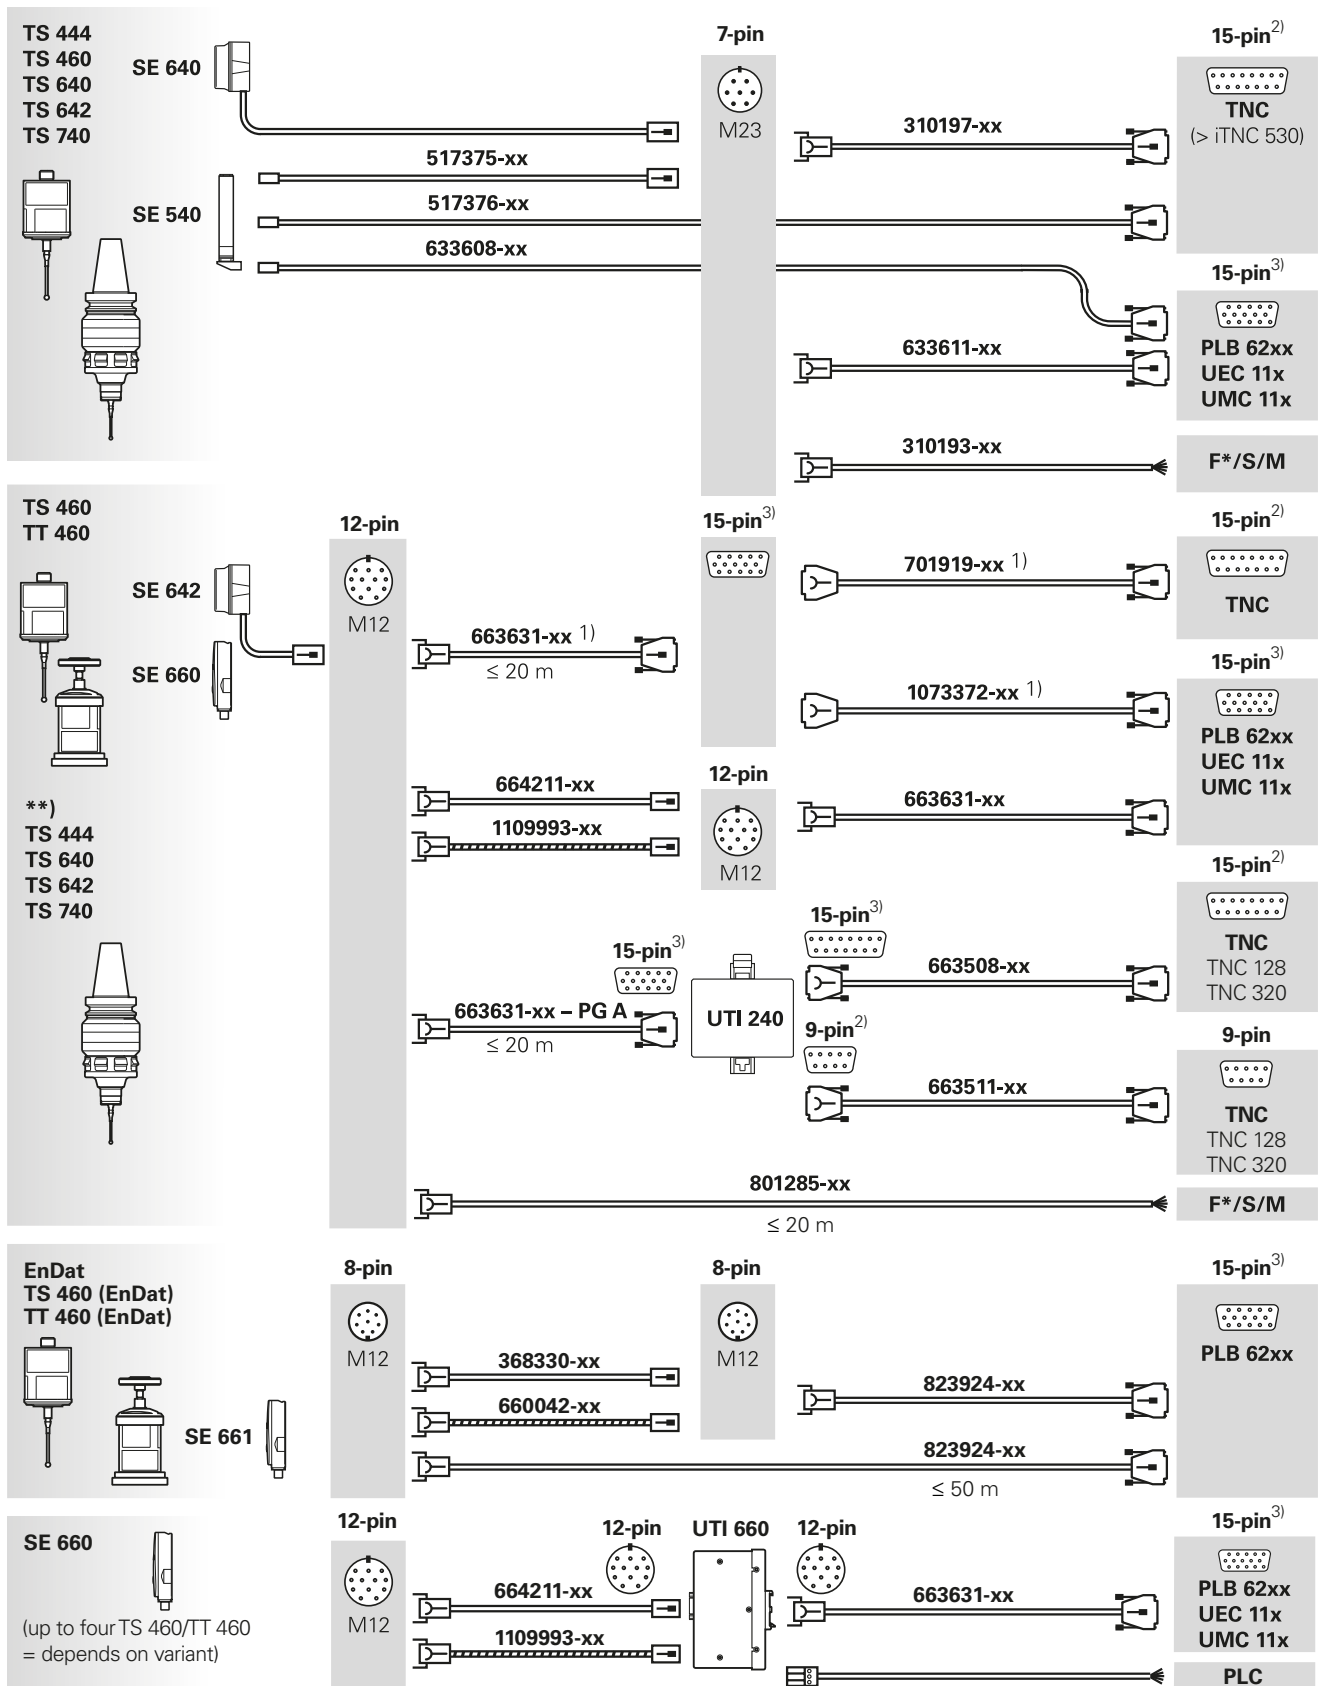 TS 444
TS 460
TS 640
TS 642
TS 740
SE 640
SE 540
7-pin
M23
15-pin2)
TNC
(> iTNC 530)
310197-xx
517375-xx
517376-xx
633608-xx
15-pin3)
PLB 62xx
UEC 11x
UMC 11x
633611-xx
310193-xx
F*/S/M
TS 460
TT 460
SE 642
SE 660
**)
TS 444
TS 640
TS 642
TS 740
12-pin
M12
663631-xx 1)
≤ 20 m
15-pin3)
701919-xx 1)
15-pin2)
TNC
1073372-xx 1)
15-pin3)
PLB 62xx
UEC 11x
UMC 11x
664211-xx
1109993-xx
12-pin
M12
663631-xx
15-pin3)
663631-xx – PG A
≤ 20 m
UTI 240
15-pin3)
663508-xx
15-pin2)
TNC
TNC 128
TNC 320
9-pin2)
663511-xx
9-pin
TNC
TNC 128
TNC 320
801285-xx
≤ 20 m
F*/S/M
EnDat
TS 460 (EnDat)
TT 460 (EnDat)
SE 661
8-pin
M12
368330-xx
660042-xx
8-pin
M12
823924-xx
823924-xx
≤ 50 m
15-pin3)
PLB 62xx
SE 660
(up to four TS 460/TT 460
= depends on variant)
12-pin
M12
664211-xx
1109993-xx
12-pin
UTI 660
12-pin
663631-xx
15-pin3)
PLB 62xx
UEC 11x
UMC 11x
PLC